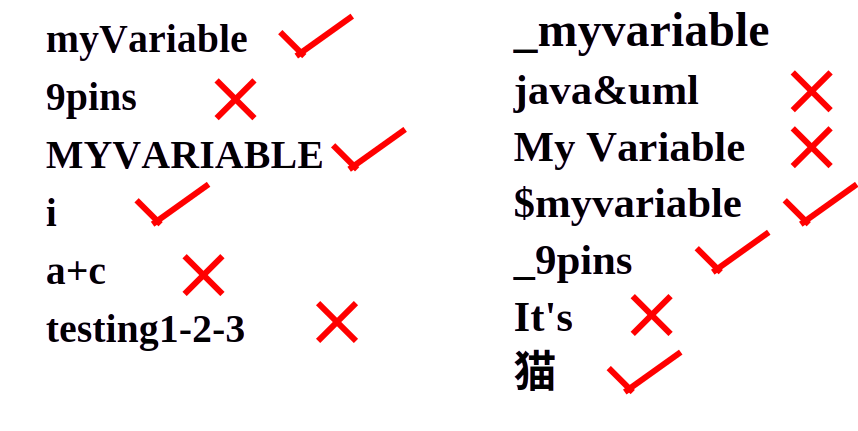 myVariable
9pins
MYVARIABLE
i
a+c
testing1-2-3
_myvariable
java&uml
My Variable
$myvariable
_9pins
It's
猫